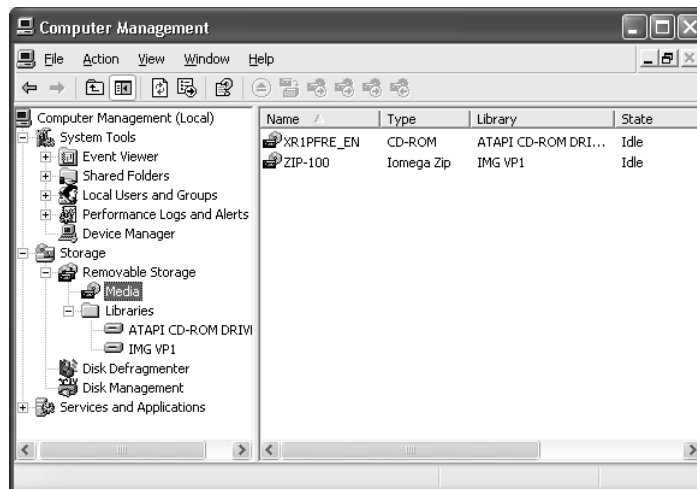 Computer Management
File Action View Window Help
Computer Management (Local)
System Tools
Event Viewer
Shared Folders
Local Users and Groups
Performance Logs and Alerts
Device Manager
Storage
Removable Storage
Media
Libraries
ATAPI CD-ROM DRIV
IMG VP1
Disk Defragmenter
Disk Management
Services and Applications
Name Type Library State
XR1PFRE_EN CD-ROM ATAPI CD-ROM DRI... Idle
ZIP-100 Iomega Zip IMG VP1 Idle